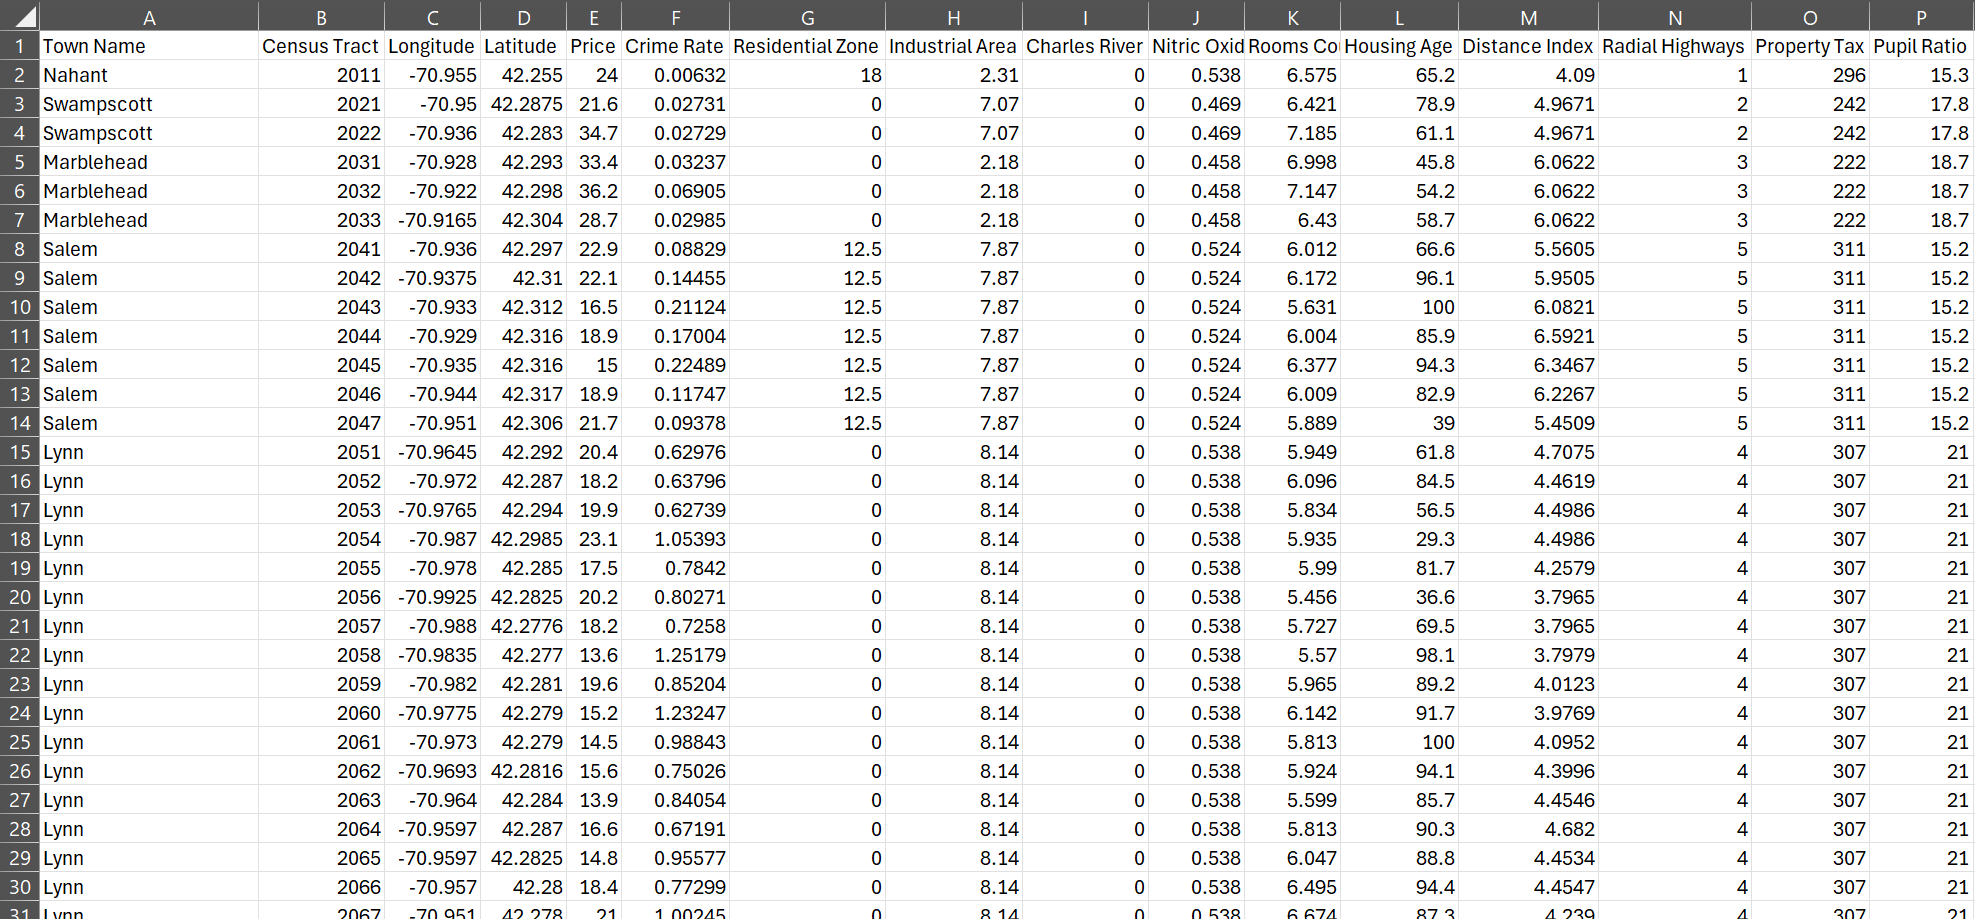 A B C D E F G H I J K L M N O P
1 Town Name Census Tract Longitude Latitude Price Crime Rate Residential Zone Industrial Area Charles River Nitric Oxid Rooms Co Housing Age Distance Index Radial Highways Property Tax Pupil Ratio
2 Nahant 2011 -70.955 42.255 24 0.00632 18 2.31 0 0.538 6.575 65.2 4.09 1 296 15.3
3 Swampscott 2021 -70.95 42.2875 21.6 0.02731 0 7.07 0 0.469 6.421 78.9 4.9671 2 242 17.8
4 Swampscott 2022 -70.936 42.283 34.7 0.02729 0 7.07 0 0.469 7.185 61.1 4.9671 2 242 17.8
5 Marblehead 2031 -70.928 42.293 33.4 0.03237 0 2.18 0 0.458 6.998 45.8 6.0622 3 222 18.7
6 Marblehead 2032 -70.922 42.298 36.2 0.06905 0 2.18 0 0.458 7.147 54.2 6.0622 3 222 18.7
7 Marblehead 2033 -70.9165 42.304 28.7 0.02985 0 2.18 0 0.458 6.43 58.7 6.0622 3 222 18.7
8 Salem 2041 -70.936 42.297 22.9 0.08829 12.5 7.87 0 0.524 6.012 66.6 5.5605 5 311 15.2
9 Salem 2042 -70.9375 42.31 22.1 0.14455 12.5 7.87 0 0.524 6.172 96.1 5.9505 5 311 15.2
10 Salem 2043 -70.933 42.312 16.5 0.21124 12.5 7.87 0 0.524 5.631 100 6.0821 5 311 15.2
11 Salem 2044 -70.929 42.316 18.9 0.17004 12.5 7.87 0 0.524 6.004 85.9 6.5921 5 311 15.2
12 Salem 2045 -70.935 42.316 15 0.22489 12.5 7.87 0 0.524 6.377 94.3 6.3467 5 311 15.2
13 Salem 2046 -70.944 42.317 18.9 0.11747 12.5 7.87 0 0.524 6.009 82.9 6.2267 5 311 15.2
14 Salem 2047 -70.951 42.306 21.7 0.09378 12.5 7.87 0 0.524 5.889 39 5.4509 5 311 15.2
15 Lynn 2051 -70.9645 42.292 20.4 0.62976 0 8.14 0 0.538 5.949 61.8 4.7075 4 307 21
16 Lynn 2052 -70.972 42.287 18.2 0.63796 0 8.14 0 0.538 6.096 84.5 4.4619 4 307 21
17 Lynn 2053 -70.9765 42.294 19.9 0.62739 0 8.14 0 0.538 5.834 56.5 4.4986 4 307 21
18 Lynn 2054 -70.987 42.2985 23.1 1.05393 0 8.14 0 0.538 5.935 29.3 4.4986 4 307 21
19 Lynn 2055 -70.978 42.285 17.5 0.7842 0 8.14 0 0.538 5.99 81.7 4.2579 4 307 21
20 Lynn 2056 -70.9925 42.2825 20.2 0.80271 0 8.14 0 0.538 5.456 36.6 3.7965 4 307 21
21 Lynn 2057 -70.988 42.2776 18.2 0.7258 0 8.14 0 0.538 5.727 69.5 3.7965 4 307 21
22 Lynn 2058 -70.9835 42.277 13.6 1.25179 0 8.14 0 0.538 5.57 98.1 3.7979 4 307 21
23 Lynn 2059 -70.982 42.281 19.6 0.85204 0 8.14 0 0.538 5.965 89.2 4.0123 4 307 21
24 Lynn 2060 -70.9775 42.279 15.2 1.23247 0 8.14 0 0.538 6.142 91.7 3.9769 4 307 21
25 Lynn 2061 -70.973 42.279 14.5 0.98843 0 8.14 0 0.538 5.813 100 4.0952 4 307 21
26 Lynn 2062 -70.9693 42.2816 15.6 0.75026 0 8.14 0 0.538 5.924 94.1 4.3996 4 307 21
27 Lynn 2063 -70.964 42.284 13.9 0.84054 0 8.14 0 0.538 5.599 85.7 4.4546 4 307 21
28 Lynn 2064 -70.9597 42.287 16.6 0.67191 0 8.14 0 0.538 5.813 90.3 4.682 4 307 21
29 Lynn 2065 -70.9597 42.2825 14.8 0.95577 0 8.14 0 0.538 6.047 88.8 4.4534 4 307 21
30 Lynn 2066 -70.957 42.28 18.4 0.77299 0 8.14 0 0.538 6.495 94.4 4.4547 4 307 21
31 Lynn 2067 -70.951 42.278 21 1.00245 0 8.14 0 0.538 6.674 87.3 4.239 4 307 21